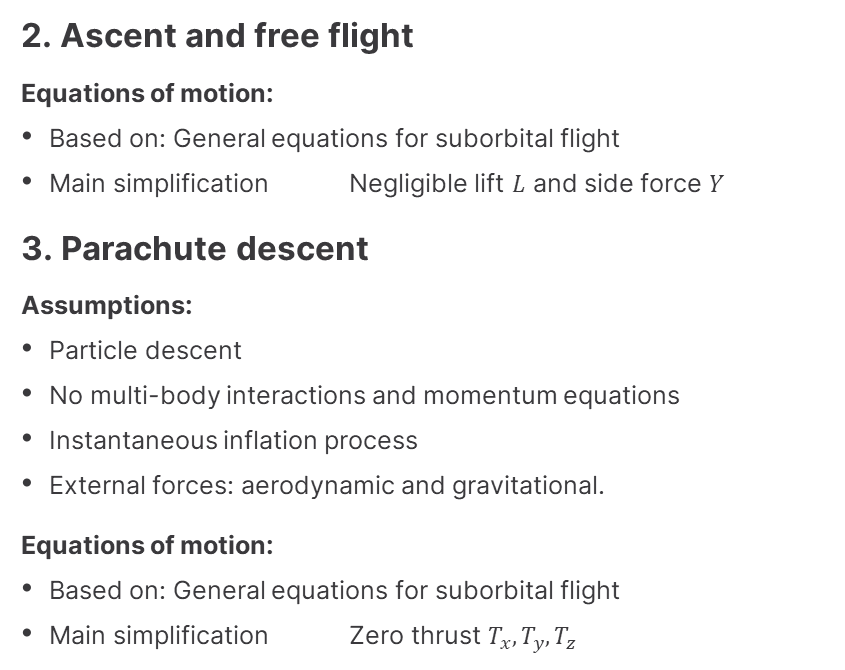 2. Ascent and free flight
Equations of motion:
• Based on: General equations for suborbital flight
• Main simplification Negligible lift L and side force Y
3. Parachute descent
Assumptions:
• Particle descent
• No multi-body interactions and momentum equations
• Instantaneous inflation process
• External forces: aerodynamic and gravitational.
Equations of motion:
• Based on: General equations for suborbital flight
• Main simplification Zero thrust Tx, Ty, Tz